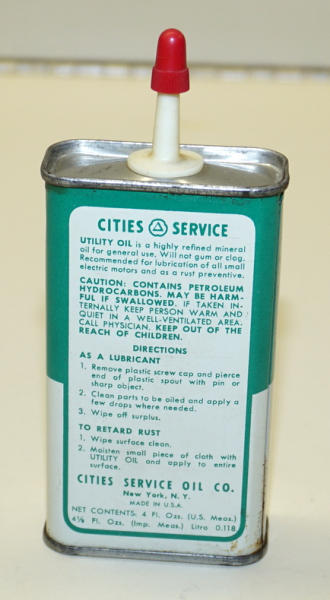 CITIES SERVICE
UTILITY OIL is a highly refined mineral
oil for general use. Will not gum or clog.
Recommended for lubrication of all small
electric motors and as a rust preventive.
CAUTION: CONTAINS PETROLEUM
HYDROCARBONS. MAY BE HARM-
FUL IF SWALLOWED. IF TAKEN IN-
TERNALLY KEEP PERSON WARM AND
QUIET IN A WELL-VENTILATED AREA.
CALL PHYSICIAN. KEEP OUT OF THE
REACH OF CHILDREN.
DIRECTIONS
AS A LUBRICANT
1. Remove plastic screw cap and pierce
end of plastic spout with pin or
sharp object.
2. Clean parts to be oiled and apply a
few drops where needed.
3. Wipe off surplus.
TO RETARD RUST
1. Wipe surface clean.
2. Moisten small piece of cloth with
UTILITY OIL and apply to entire
surface.
CITIES SERVICE OIL CO.
New York, N. Y.
MADE IN U.S.A.
NET CONTENTS: 4 Fl. Ozs. (U.S. Meas.)
4⅛ Fl. Ozs. (Imp. Meas.) Litro 0.118